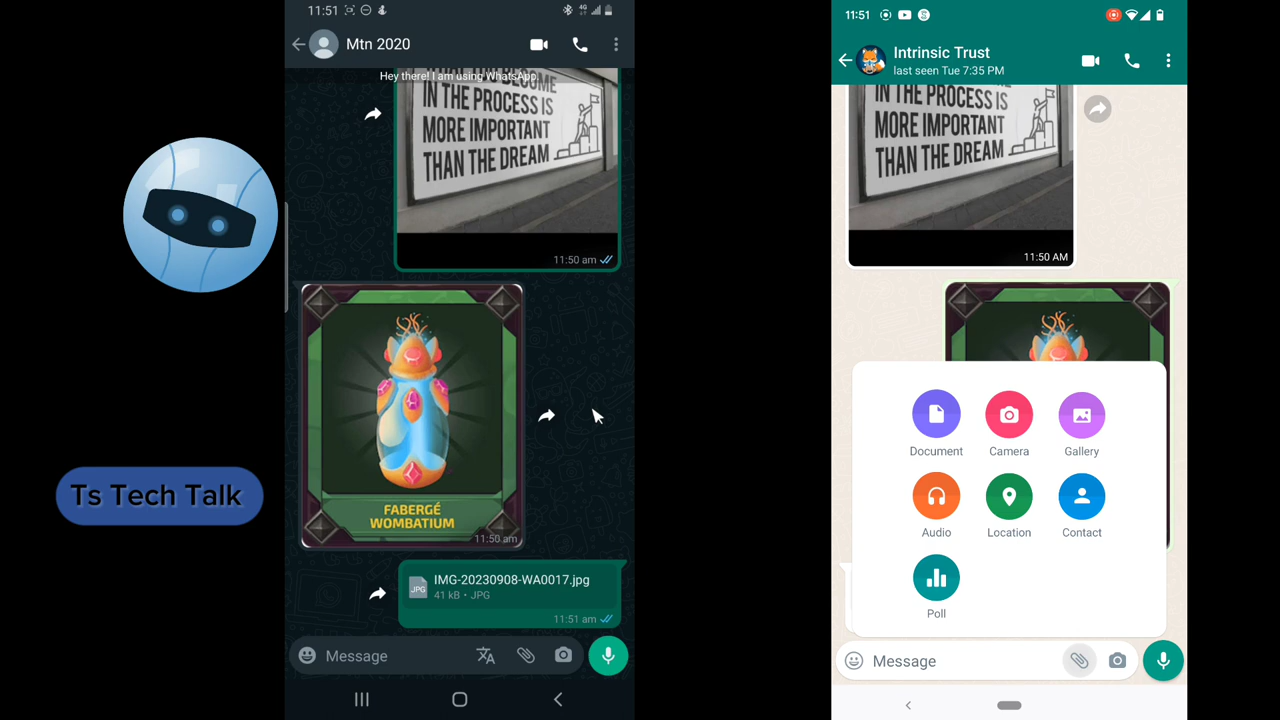 Ts Tech Talk
11:51
4G
Mtn 2020
Hey there! I am using WhatsApp.
IN THE PROCESS IS
MORE IMPORTANT
THAN THE DREAM
11:50 am
FABERGÉ
WOMBATIUM
11:50 am
JPG
IMG-20230908-WA0017.jpg
41 kB • JPG
11:51 am
Message
11:51
Intrinsic Trust
last seen Tue 7:35 PM
IN THE PROCESS IS
MORE IMPORTANT
THAN THE DREAM
11:50 AM
Document
Camera
Gallery
Audio
Location
Contact
Poll
Message